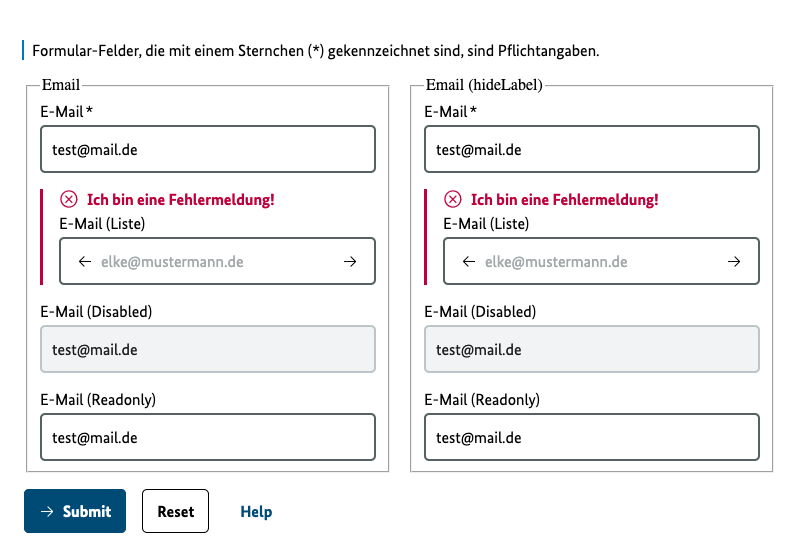 Formular-Felder, die mit einem Sternchen (*) gekennzeichnet sind, sind Pflichtangaben.
Email
E-Mail*
test@mail.de
Ich bin eine Fehlermeldung!
E-Mail (Liste)
elke@mustermann.de
E-Mail (Disabled)
test@mail.de
E-Mail (Readonly)
test@mail.de
Email (hideLabel)
E-Mail*
test@mail.de
Ich bin eine Fehlermeldung!
E-Mail (Liste)
elke@mustermann.de
E-Mail (Disabled)
test@mail.de
E-Mail (Readonly)
test@mail.de
Submit Reset Help